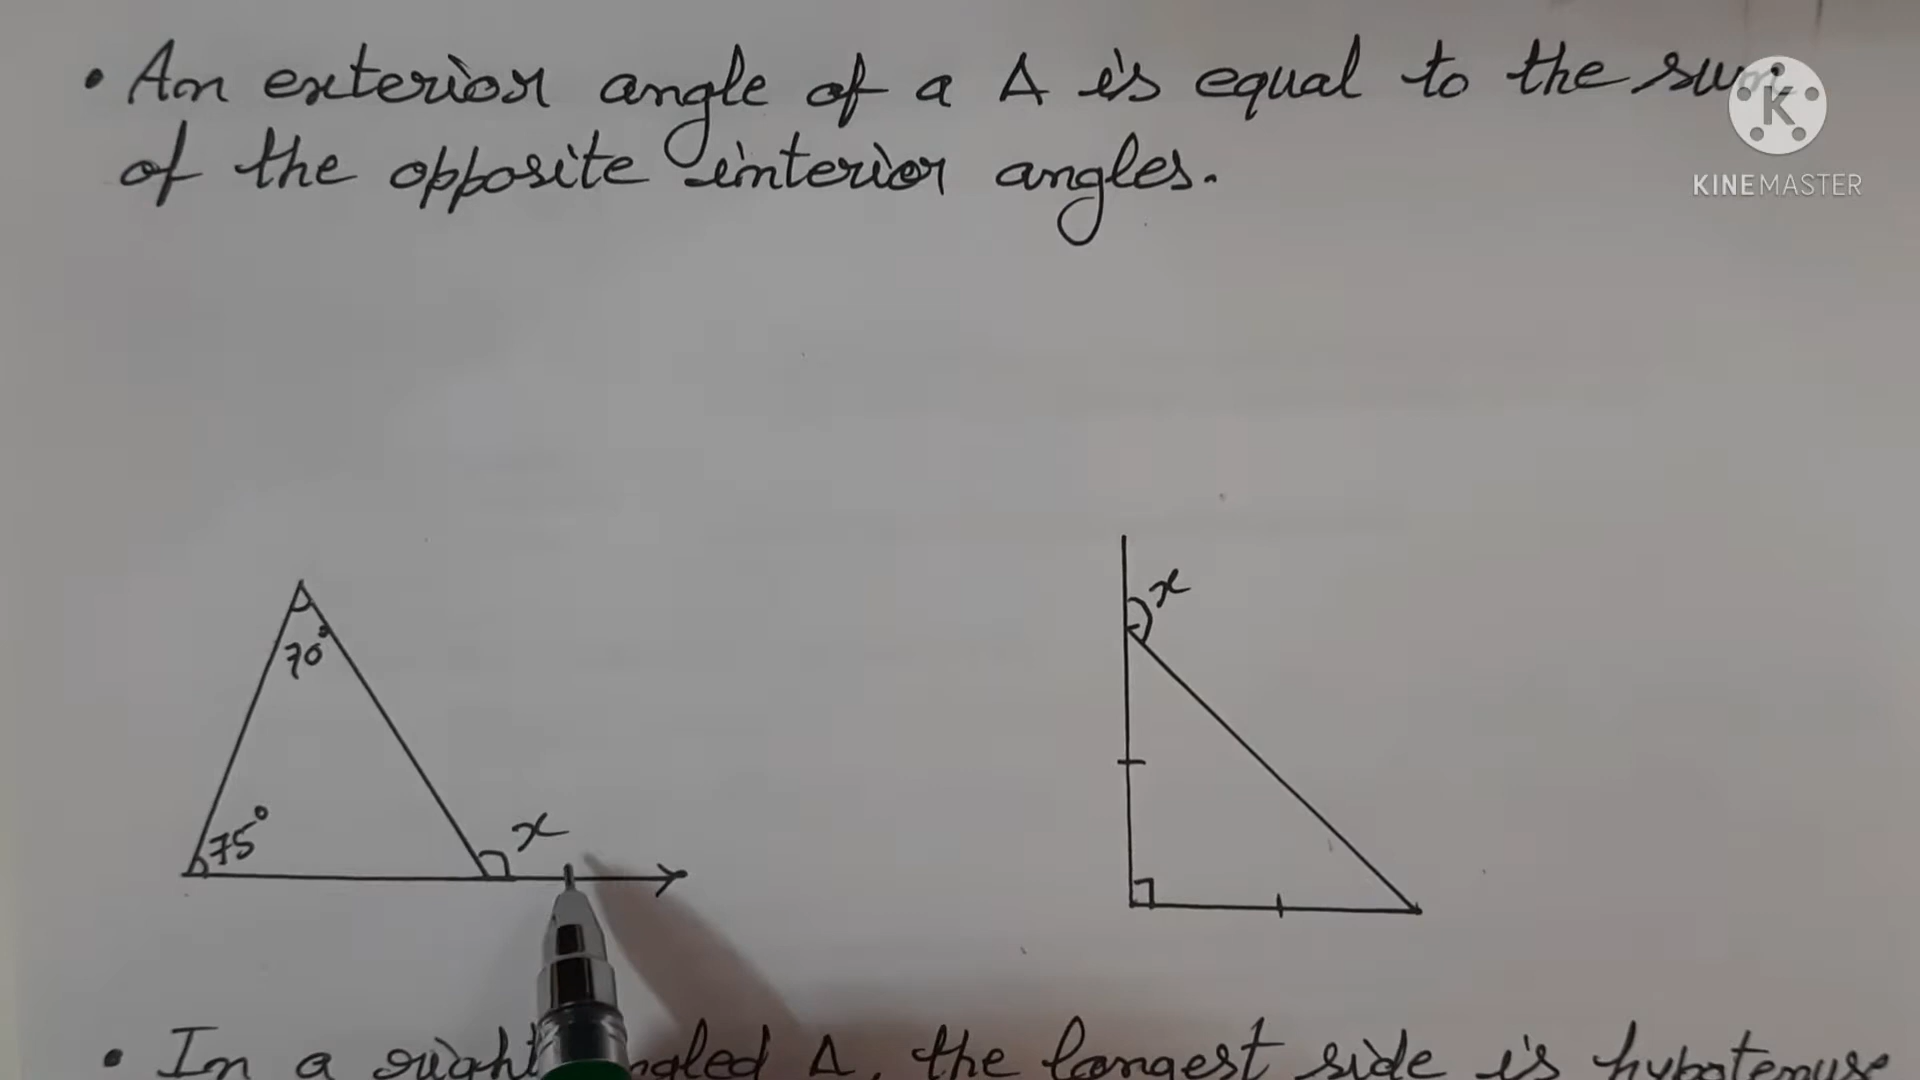 • An exterior angle of a Δ is equal to the sum
of the opposite interior angles.
K
KINEMASTER
x
70°
75°
x
• In a right angled Δ, the longest side is hypotenuse